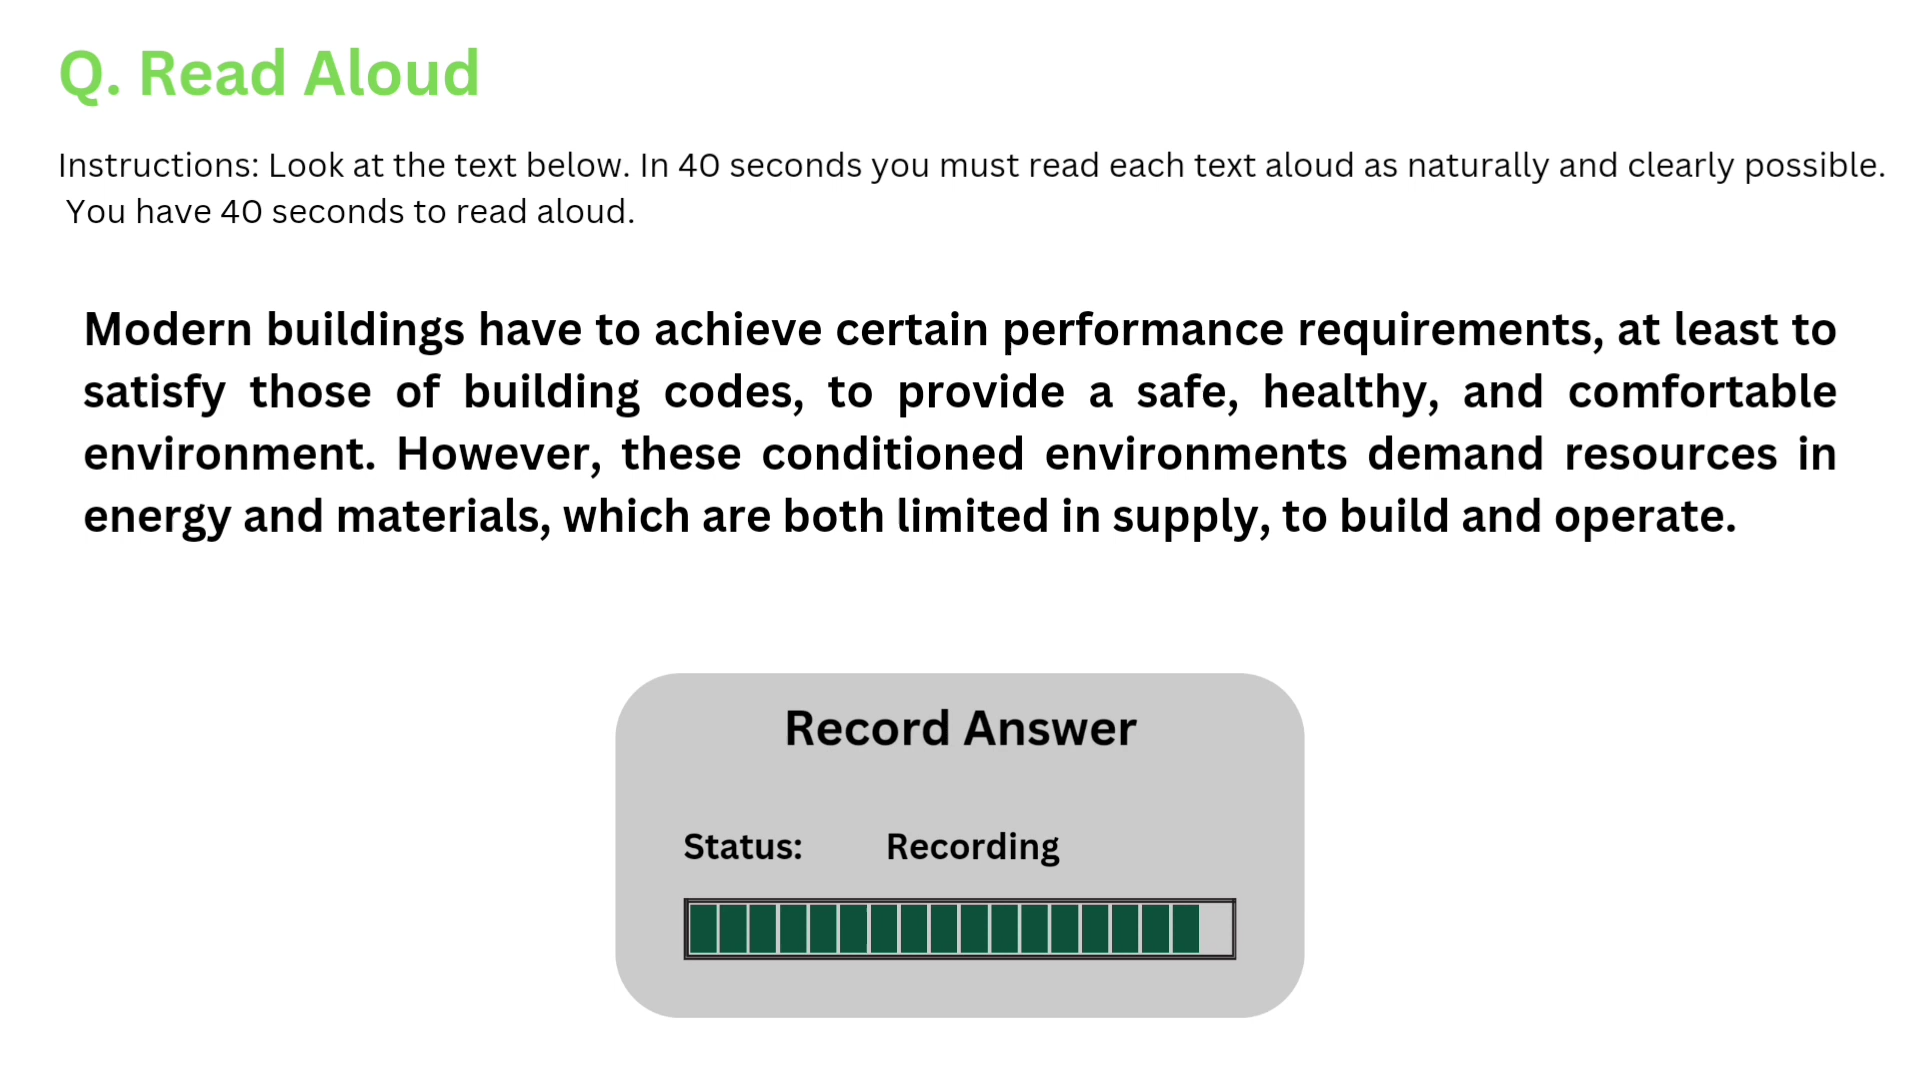 Q. Read Aloud
Instructions: Look at the text below. In 40 seconds you must read each text aloud as naturally and clearly possible.
You have 40 seconds to read aloud.
Modern buildings have to achieve certain performance requirements, at least to
satisfy those of building codes, to provide a safe, healthy, and comfortable
environment. However, these conditioned environments demand resources in
energy and materials, which are both limited in supply, to build and operate.
Record Answer
Status: Recording